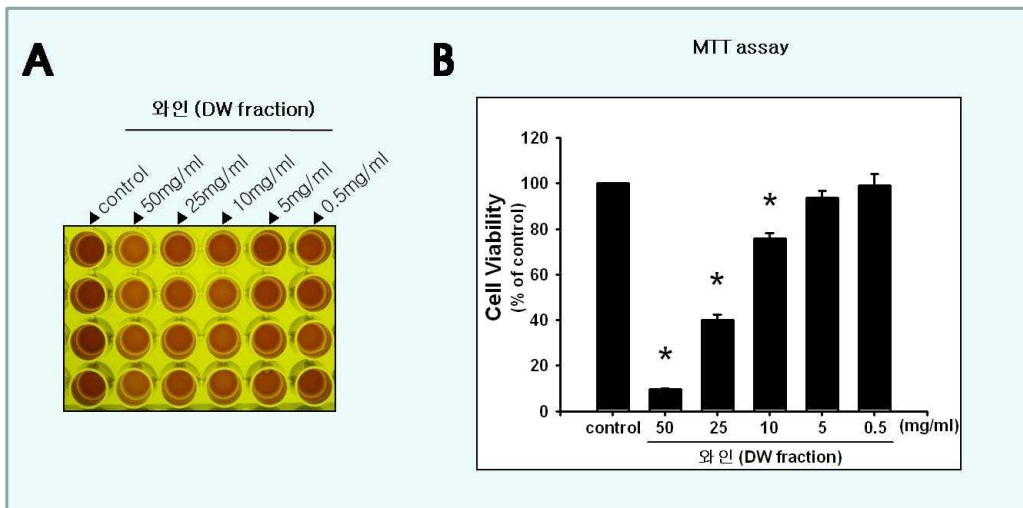 A
와인 (DW fraction)
control
50mg/ml
25mg/ml
10mg/ml
5mg/ml
0.5mg/ml
B
MTT assay
Cell Viability
(% of control)
120
100
80
60
40
20
0
*
*
*
control 50 25 10 5 0.5 (mg/ml)
와인 (DW fraction)